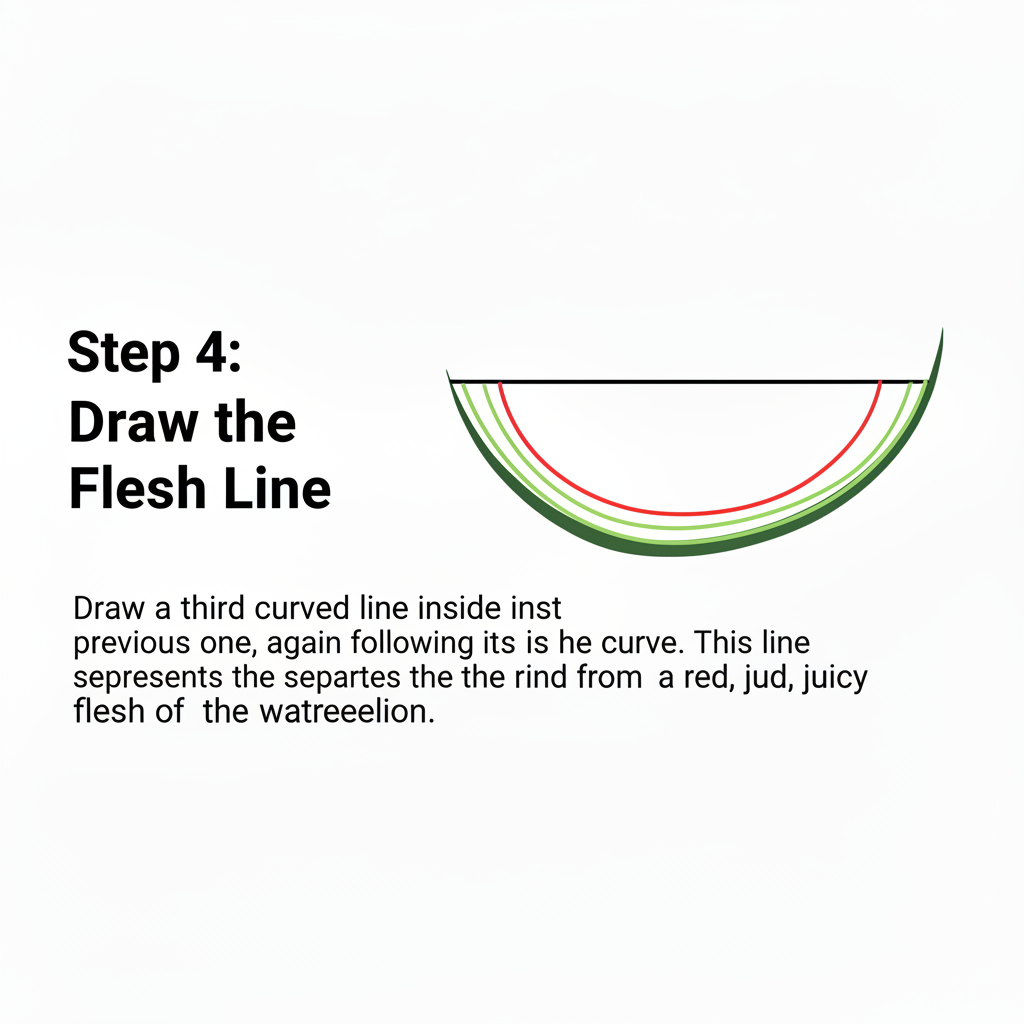 Step 4:
Draw the
Flesh Line
Draw a third curved line inside inst
previous one, again following its is he curve. This line
sepresents the separtes the the rind from a red, jud, juicy
flesh of the watreeelion.